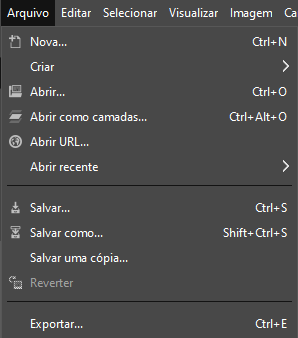 Arquivo Editar Selecionar Visualizar Imagem Ca
Nova... Ctrl+N
Criar
Abrir... Ctrl+O
Abrir como camadas... Ctrl+Alt+O
Abrir URL...
Abrir recente
Salvar... Ctrl+S
Salvar como... Shift+Ctrl+S
Salvar uma cópia...
Reverter
Exportar... Ctrl+E